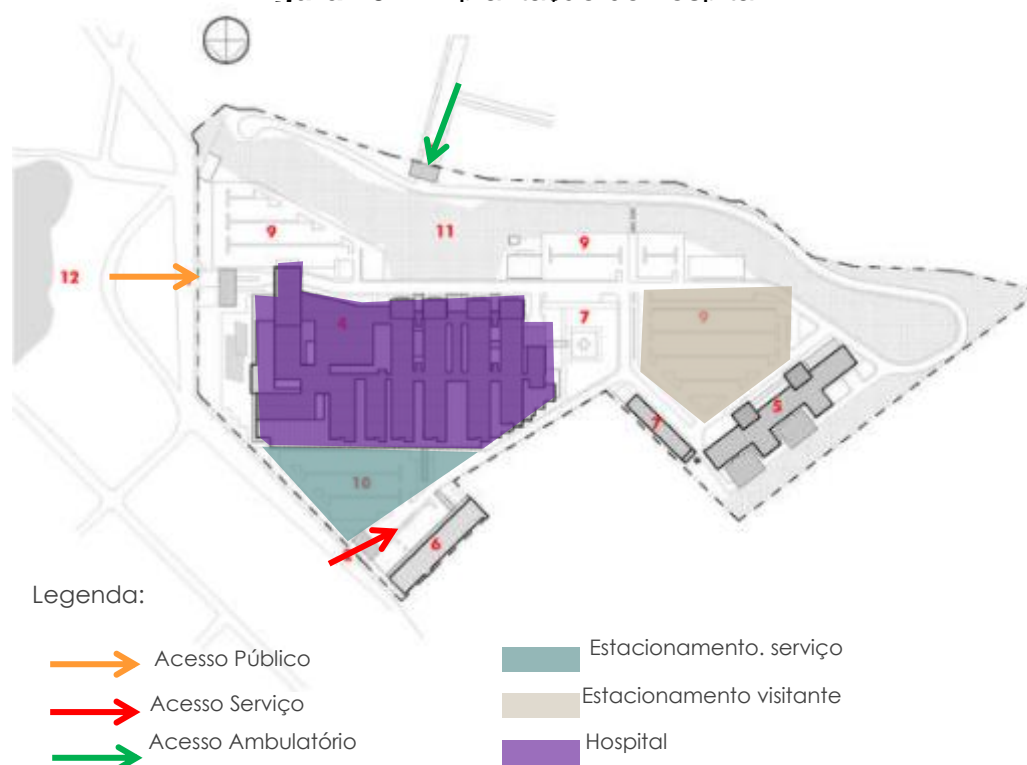 9
11
9
12
4
7
9
5
7
10
6
Legenda:
Acesso Público
Acesso Serviço
Acesso Ambulatório
Estacionamento. serviço
Estacionamento visitante
Hospital